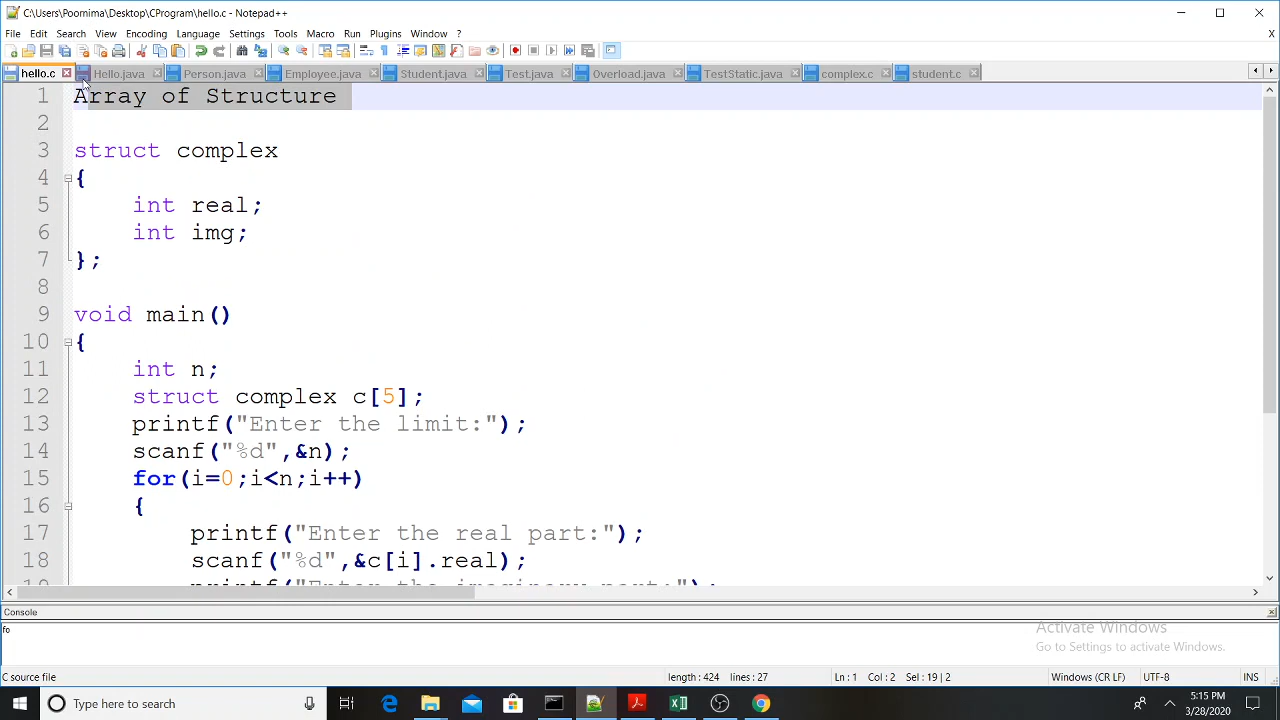 C:\Users\Poornima\Desktop\CProgram\hello.c - Notepad++
File Edit Search View Encoding Language Settings Tools Macro Run Plugins Window ?
X
hello.c Hello.java Person.java Employee.java Student.java Test.java Overload.java TestStatic.java complex.c student.c
1 Array of Structure
2
3 struct complex
4 {
5 int real;
6 int img;
7 };
8
9 void main()
10 {
11 int n;
12 struct complex c[5];
13 printf("Enter the limit:");
14 scanf("%d",&n);
15 for(i=0;i<n;i++)
16 {
17 printf("Enter the real part:");
18 scanf("%d",&c[i].real);
19 printf("Enter the imaginary part:");
Console
fo
Activate Windows
Go to Settings to activate Windows.
C source file length : 424 lines : 27 Ln : 1 Col : 2 Sel : 19 | 2 Windows (CR LF) UTF-8 INS
Type here to search
5:15 PM
3/28/2020